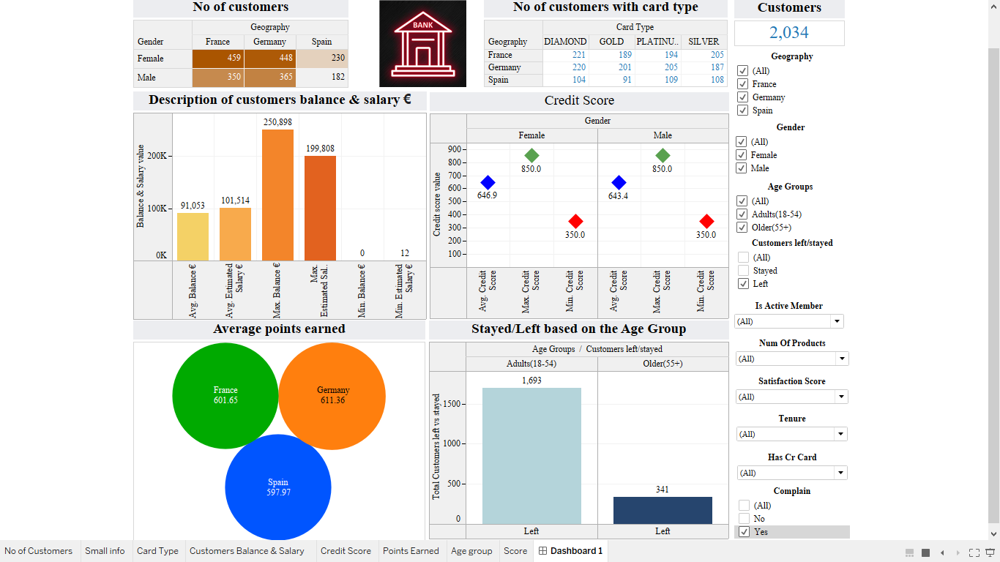 No of customers
Geography
Gender France Germany Spain
Female 459 448 230
Male 350 365 182
BANK
No of customers with card type
Card Type
Geography DIAMOND GOLD PLATINU.. SILVER
France 221 189 194 205
Germany 220 201 205 187
Spain 104 91 109 108
Customers
2,034
Geography
(All)
France
Germany
Spain
Gender
(All)
Female
Male
Age Groups
(All)
Adults(18-54)
Older(55+)
Customers left/stayed
(All)
Stayed
Left
Is Active Member
(All)
Num Of Products
(All)
Satisfaction Score
(All)
Tenure
(All)
Has Cr Card
(All)
Complain
(All)
No
Yes
Description of customers balance & salary €
Balance & Salary value
200K
100K
0K
91,053
101,514
250,898
199,808
0
12
Avg. Balance €
Avg. Estimated
Salary €
Max. Balance €
Max.
Estimated Sal..
Min. Balance €
Min. Estimated
Salary €
Credit Score
Gender
Female Male
Credit score value
900
800
700
600
500
400
300
200
100
646.9
850.0
350.0
643.4
850.0
350.0
Avg. Credit
Score
Max. Credit
Score
Min. Credit
Score
Avg. Credit
Score
Max. Credit
Score
Min. Credit
Score
Average points earned
France
601.65
Germany
611.36
Spain
597.97
Stayed/Left based on the Age Group
Age Groups / Customers left/stayed
Adults(18-54) Older(55+)
Total Customers left vs stayed
1500
1000
500
0
1,693
341
Left Left
No of Customers Small info Card Type Customers Balance & Salary Credit Score Points Earned Age group Score Dashboard 1